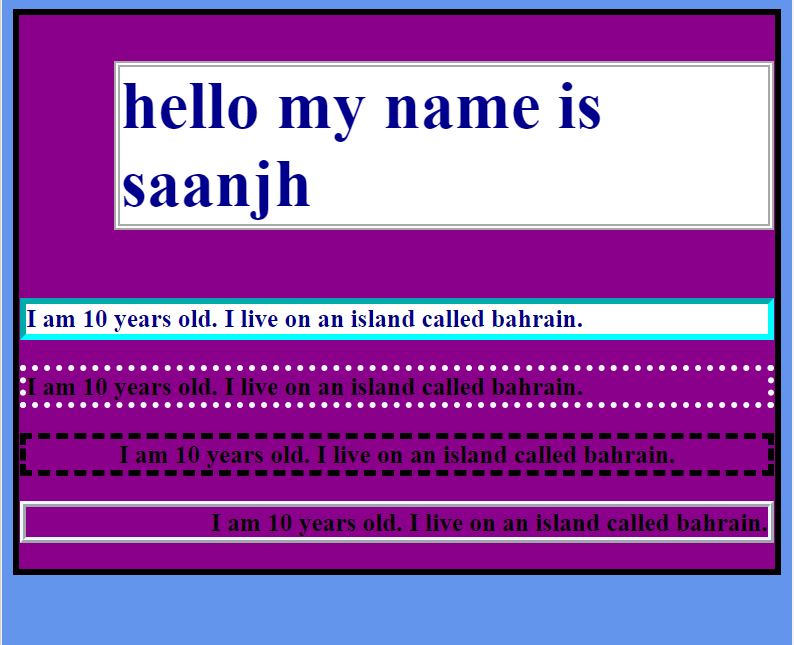 hello my name is
saanjh
I am 10 years old. I live on an island called bahrain.
I am 10 years old. I live on an island called bahrain.
I am 10 years old. I live on an island called bahrain.
I am 10 years old. I live on an island called bahrain.